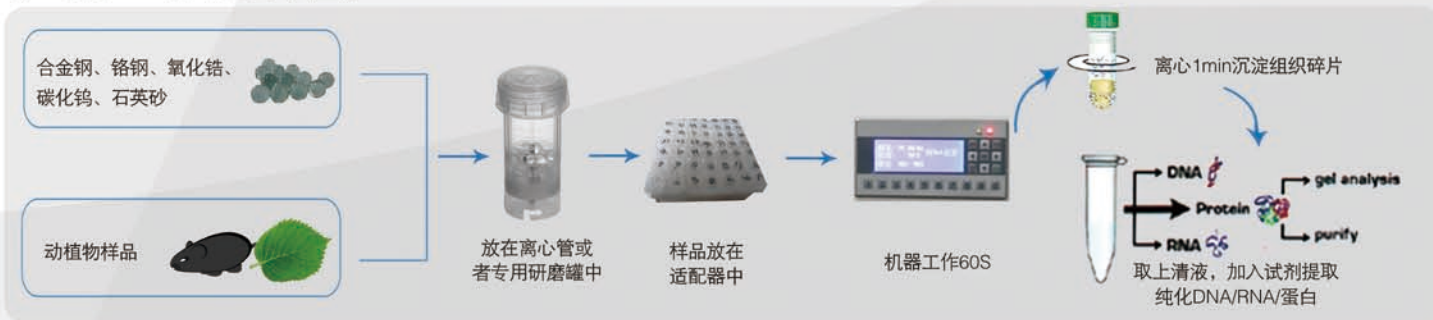 合金钢、铬钢、氧化锆、
碳化钨、石英砂
动植物样品
放在离心管或
者专用研磨罐中
样品放在
适配器中
机器工作60S
离心1min沉淀组织碎片
DNA
Protein
RNA
gel analysis
purify
取上清液，加入试剂提取
纯化DNA/RNA/蛋白